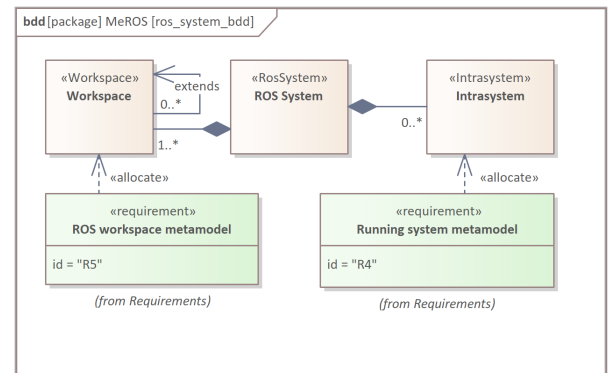 bdd [package] MeROS [ros_system_bdd]
«Workspace»
Workspace
extends
0..*
1..*
«RosSystem»
ROS System
«Intrasystem»
Intrasystem
0..*
«allocate»
«allocate»
«requirement»
ROS workspace metamodel
id = "R5"
(from Requirements)
«requirement»
Running system metamodel
id = "R4"
(from Requirements)